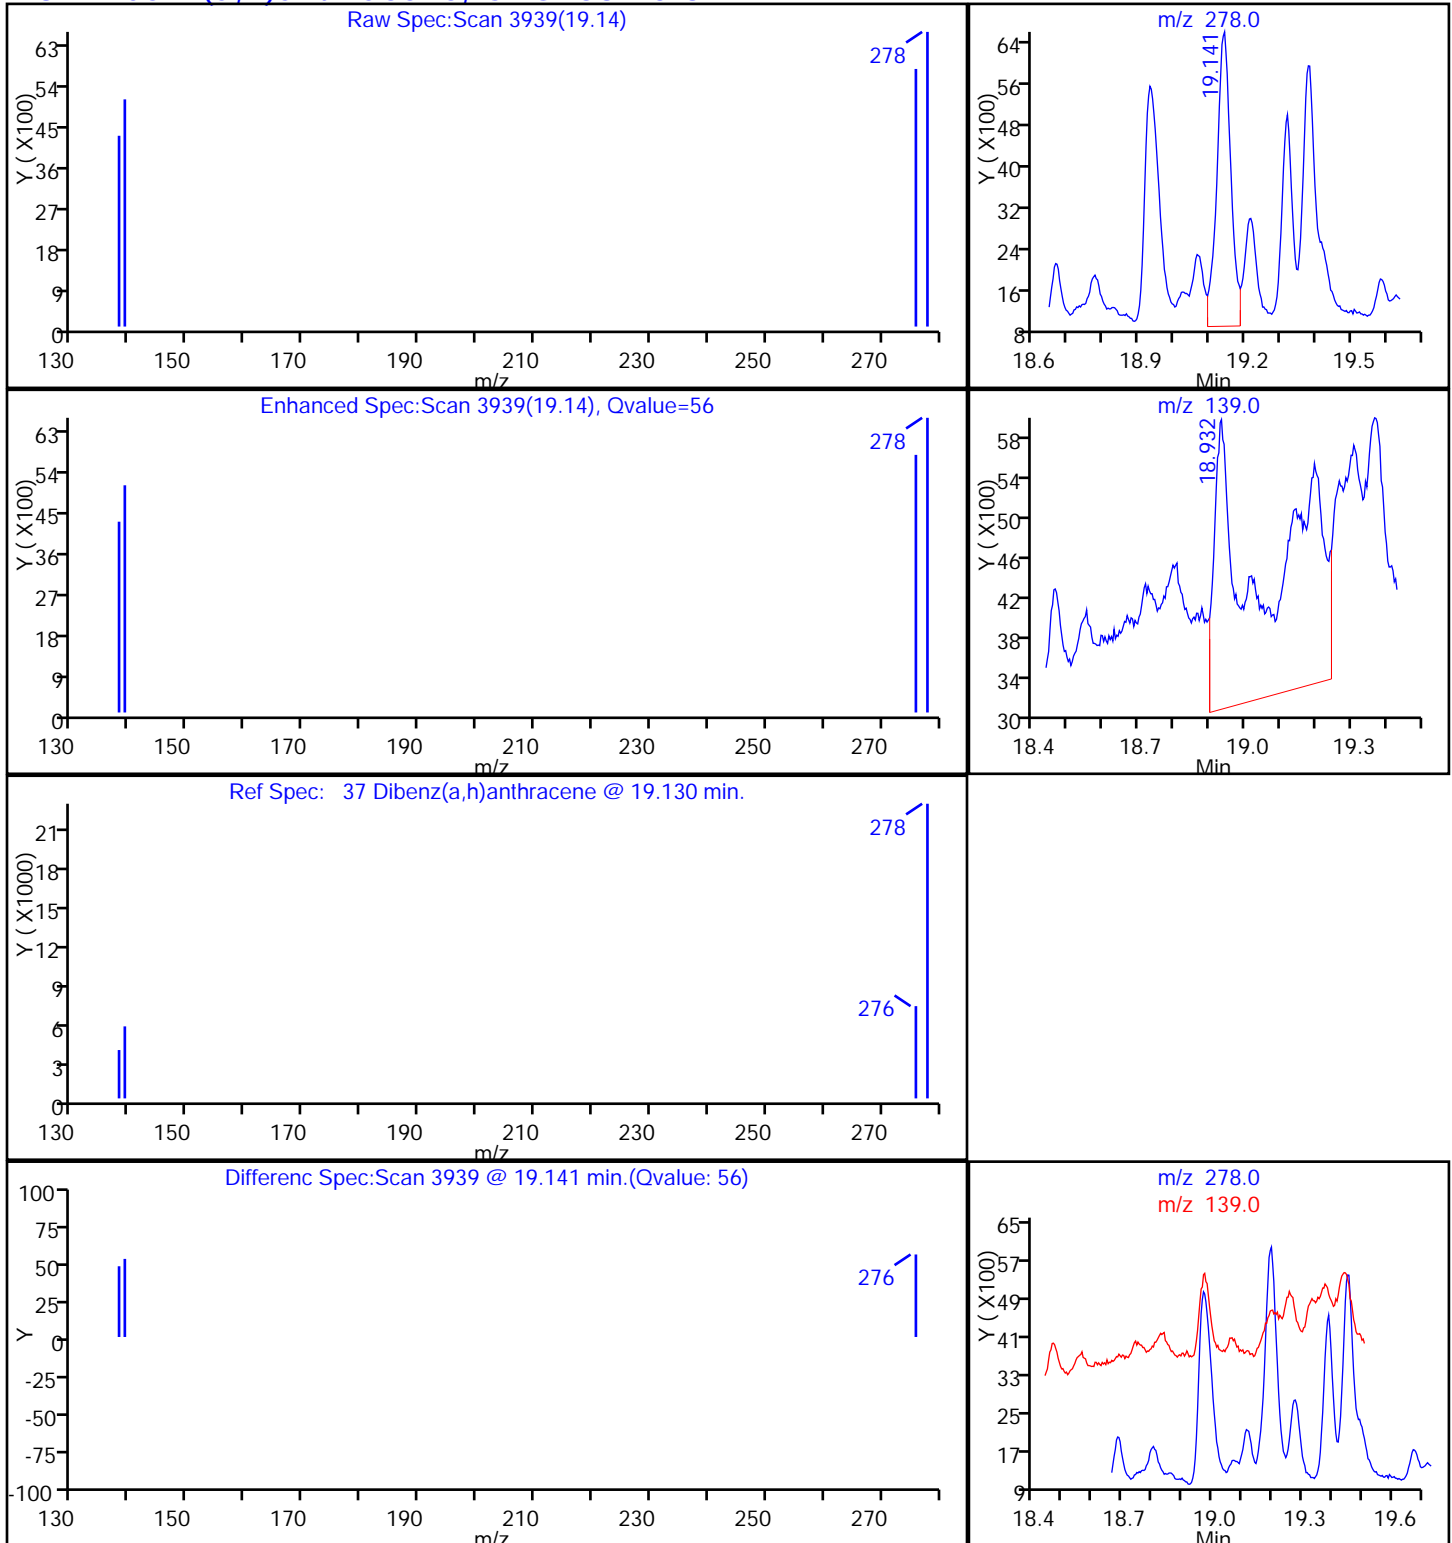 Raw Spec:Scan 3939(19.14)
63
54
45
36
27
18
9
0
Y ( X100)
278
130 150 170 190 210 230 250 270
m/z
m/z 278.0
64
56
48
40
32
24
16
8
Y ( X100)
19.141
18.6 18.9 19.2 19.5
Min
Enhanced Spec:Scan 3939(19.14), Qvalue=56
63
54
45
36
27
18
9
0
Y ( X100)
278
130 150 170 190 210 230 250 270
m/z
m/z 139.0
58
54
50
46
42
38
34
30
Y ( X100)
18.932
18.4 18.7 19.0 19.3
Min
Ref Spec: 37 Dibenz(a,h)anthracene @ 19.130 min.
21
18
15
12
9
6
3
0
Y ( X1000)
278
276
130 150 170 190 210 230 250 270
m/z
Differenc Spec:Scan 3939 @ 19.141 min.(Qvalue: 56)
100
75
50
25
0
-25
-50
-75
-100
Y
276
130 150 170 190 210 230 250 270
m/z
m/z 278.0
m/z 139.0
65
57
49
41
33
25
17
9
Y ( X100)
18.4 18.7 19.0 19.3 19.6
Min